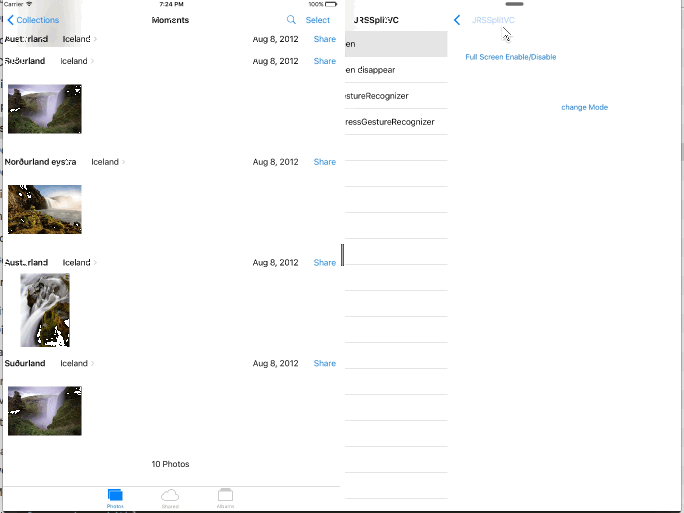 Carrier 7:24 PM 100%
Collections Moments Select
Austurland Iceland Aug 8, 2012 Share
Suðurland Iceland Aug 8, 2012 Share
Norðurland eystra Iceland Aug 8, 2012 Share
Austurland Iceland Aug 8, 2012 Share
Suðurland Iceland Aug 8, 2012 Share
10 Photos
Photos Shared Albums
JRSSplitVC
en
en disappear
estureRecognizer
ressGestureRecognizer
JRSSplitVC
Full Screen Enable/Disable
change Mode